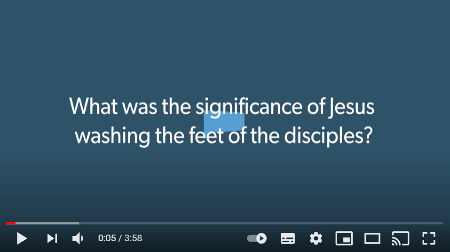 What was the significance of Jesus
washing the feet of the disciples?
0:05 / 3:58